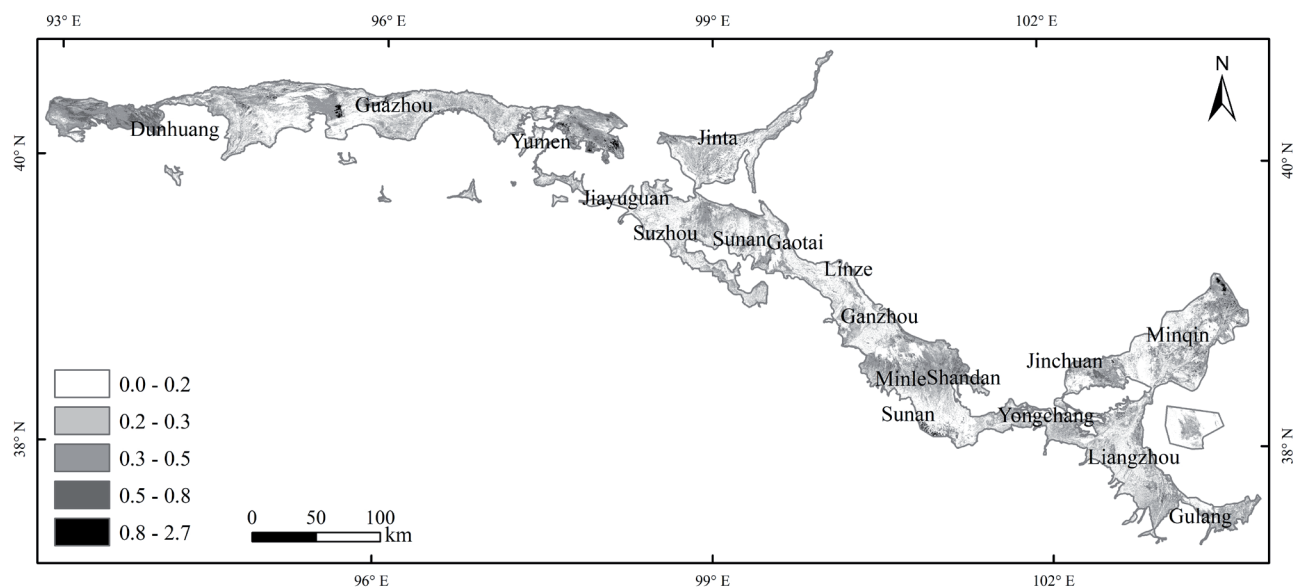 93° E
96° E
99° E
102° E
N
Guazhou
Dunhuang
Yumen
Jinta
40° N
40° N
Jiayuguan
Suzhou
Sunan
Gaotai
Linze
Ganzhou
Minqin
Jinchuan
Minle
Shandan
Sunan
Yongchang
38° N
38° N
Liangzhou
Gulang
0.0 - 0.2
0.2 - 0.3
0.3 - 0.5
0.5 - 0.8
0.8 - 2.7
0 50 100
km
96° E
99° E
102° E